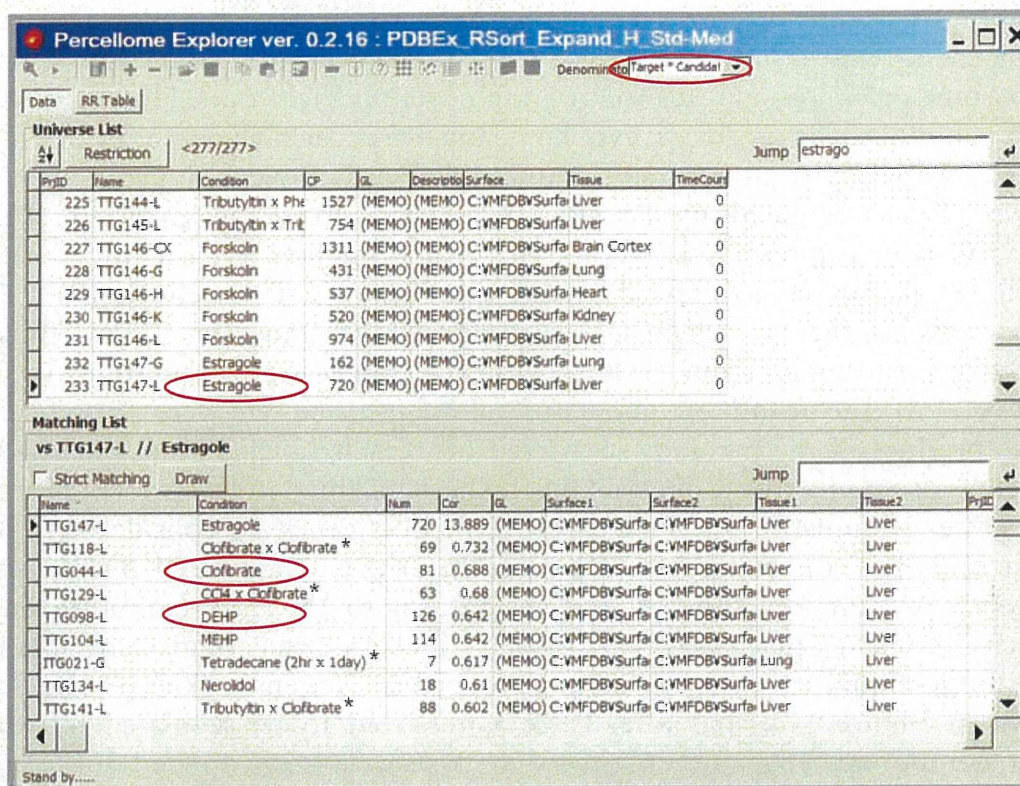 Percellome Explorer ver. 0.2.16 : PDBEx_RSort_Expand_H_Std-Med
Denominato Target * Candidat
Data RR Table
Universe List
Restriction <277/277> Jump estrago
PrjID Name Condition CP GL Descriptio Surface Tissue TimeCours
225 TTG144-L Tributyltin x Phe 1527 (MEMO) (MEMO) C:¥MFDB¥Surfa Liver 0
226 TTG145-L Tributyltin x Trit 754 (MEMO) (MEMO) C:¥MFDB¥Surfa Liver 0
227 TTG146-CX Forskolin 1311 (MEMO) (MEMO) C:¥MFDB¥Surfa Brain Cortex 0
228 TTG146-G Forskolin 431 (MEMO) (MEMO) C:¥MFDB¥Surfa Lung 0
229 TTG146-H Forskolin 537 (MEMO) (MEMO) C:¥MFDB¥Surfa Heart 0
230 TTG146-K Forskolin 520 (MEMO) (MEMO) C:¥MFDB¥Surfa Kidney 0
231 TTG146-L Forskolin 974 (MEMO) (MEMO) C:¥MFDB¥Surfa Liver 0
232 TTG147-G Estragole 162 (MEMO) (MEMO) C:¥MFDB¥Surfa Lung 0
233 TTG147-L Estragole 720 (MEMO) (MEMO) C:¥MFDB¥Surfa Liver 0
Matching List
vs TTG147-L // Estragole
Strict Matching Draw Jump
Name Condition Num Cor GL Surface1 Surface2 Tissue1 Tissue2 PrjID
TTG147-L Estragole 720 13.889 (MEMO) C:¥MFDB¥Surfa C:¥MFDB¥Surfa Liver Liver
TTG118-L Clofibrate x Clofibrate * 69 0.732 (MEMO) C:¥MFDB¥Surfa C:¥MFDB¥Surfa Liver Liver
TTG044-L Clofibrate 81 0.688 (MEMO) C:¥MFDB¥Surfa C:¥MFDB¥Surfa Liver Liver
TTG129-L CCl4 x Clofibrate * 63 0.68 (MEMO) C:¥MFDB¥Surfa C:¥MFDB¥Surfa Liver Liver
TTG098-L DEHP 126 0.642 (MEMO) C:¥MFDB¥Surfa C:¥MFDB¥Surfa Liver Liver
TTG104-L MEHP 114 0.642 (MEMO) C:¥MFDB¥Surfa C:¥MFDB¥Surfa Liver Liver
ITG021-G Tetradecane (2hr x 1day) * 7 0.617 (MEMO) C:¥MFDB¥Surfa C:¥MFDB¥Surfa Lung Liver
TTG134-L Nerolidol 18 0.61 (MEMO) C:¥MFDB¥Surfa C:¥MFDB¥Surfa Liver Liver
TTG141-L Tributyltin x Clofibrate * 88 0.602 (MEMO) C:¥MFDB¥Surfa C:¥MFDB¥Surfa Liver Liver
Stand by.....